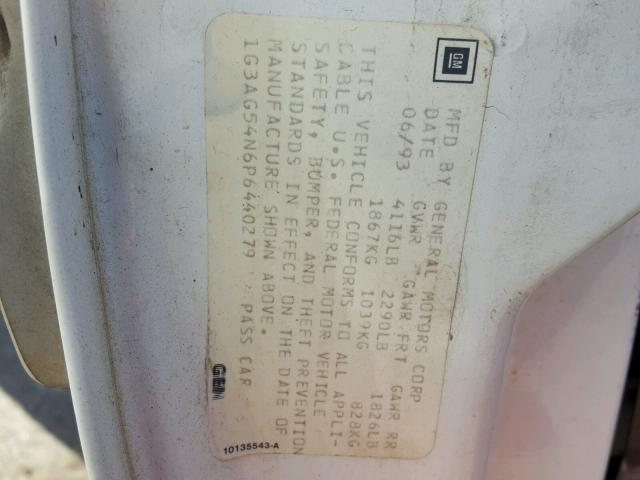 GM
MFD BY GENERAL MOTORS CORP
DATE GVWR GAWR FRT GAWR RR
06/93 4116LB 2290LB 1826LB
1867KG 1039KG 828KG
THIS VEHICLE CONFORMS TO ALL APPLI-
CABLE U.S. FEDERAL MOTOR VEHICLE
SAFETY, BUMPER, AND THEFT PREVENTION
STANDARDS IN EFFECT ON THE DATE OF
MANUFACTURE SHOWN ABOVE.
1G3AG54N6P6440279 PASS CAR
10135543-A